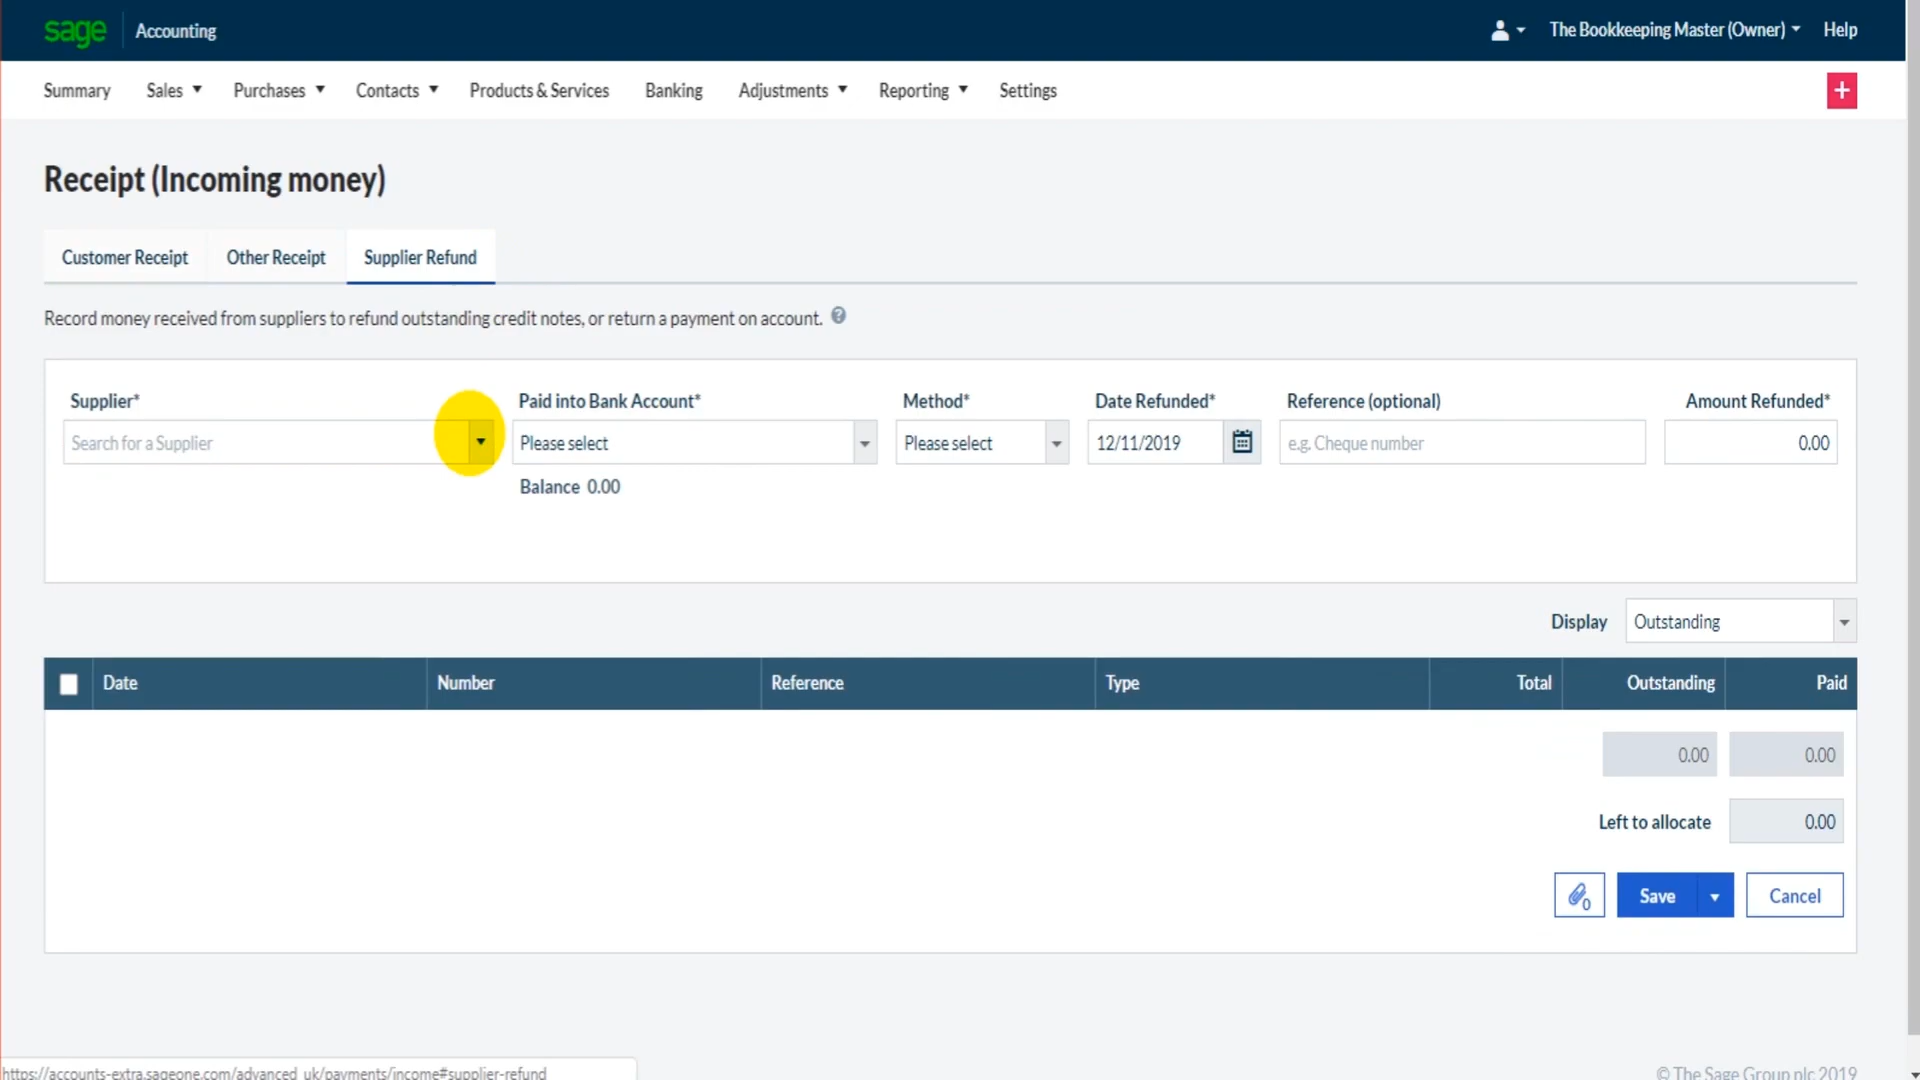 sage Accounting The Bookkeeping Master (Owner) Help
Summary Sales Purchases Contacts Products & Services Banking Adjustments Reporting Settings +
Receipt (Incoming money)
Customer Receipt Other Receipt Supplier Refund
Record money received from suppliers to refund outstanding credit notes, or return a payment on account. ?
Supplier* Paid into Bank Account* Method* Date Refunded* Reference (optional) Amount Refunded*
Search for a Supplier Please select Please select 12/11/2019 e.g. Cheque number 0.00
Balance 0.00
Display Outstanding
Date Number Reference Type Total Outstanding Paid
0.00 0.00
Left to allocate 0.00
0 Save Cancel
https://accounts-extra.sageone.com/advanced_uk/payments/income#supplier-refund
© The Sage Group plc 2019